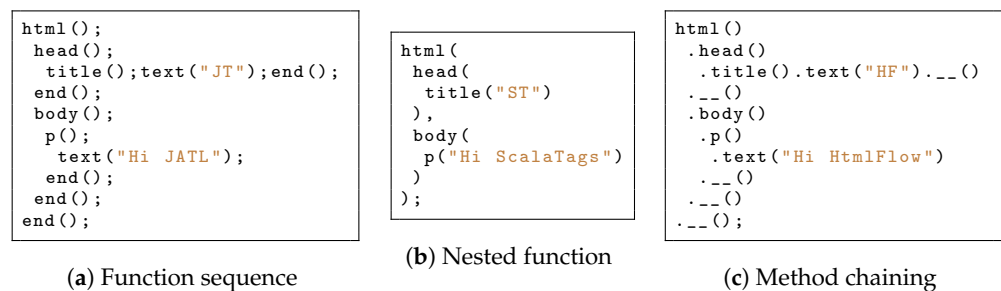 html();
 head();
  title();text("JT");end();
 end();
 body();
  p();
   text("Hi JATL");
  end();
 end();
end();
(a) Function sequence
html(
 head(
  title("ST")
 ),
 body(
  p("Hi ScalaTags")
 )
);
(b) Nested function
html()
 .head()
  .title().text("HF").__()
 .__()
 .body()
  .p()
   .text("Hi HtmlFlow")
  .__()
 .__()
.__();
(c) Method chaining